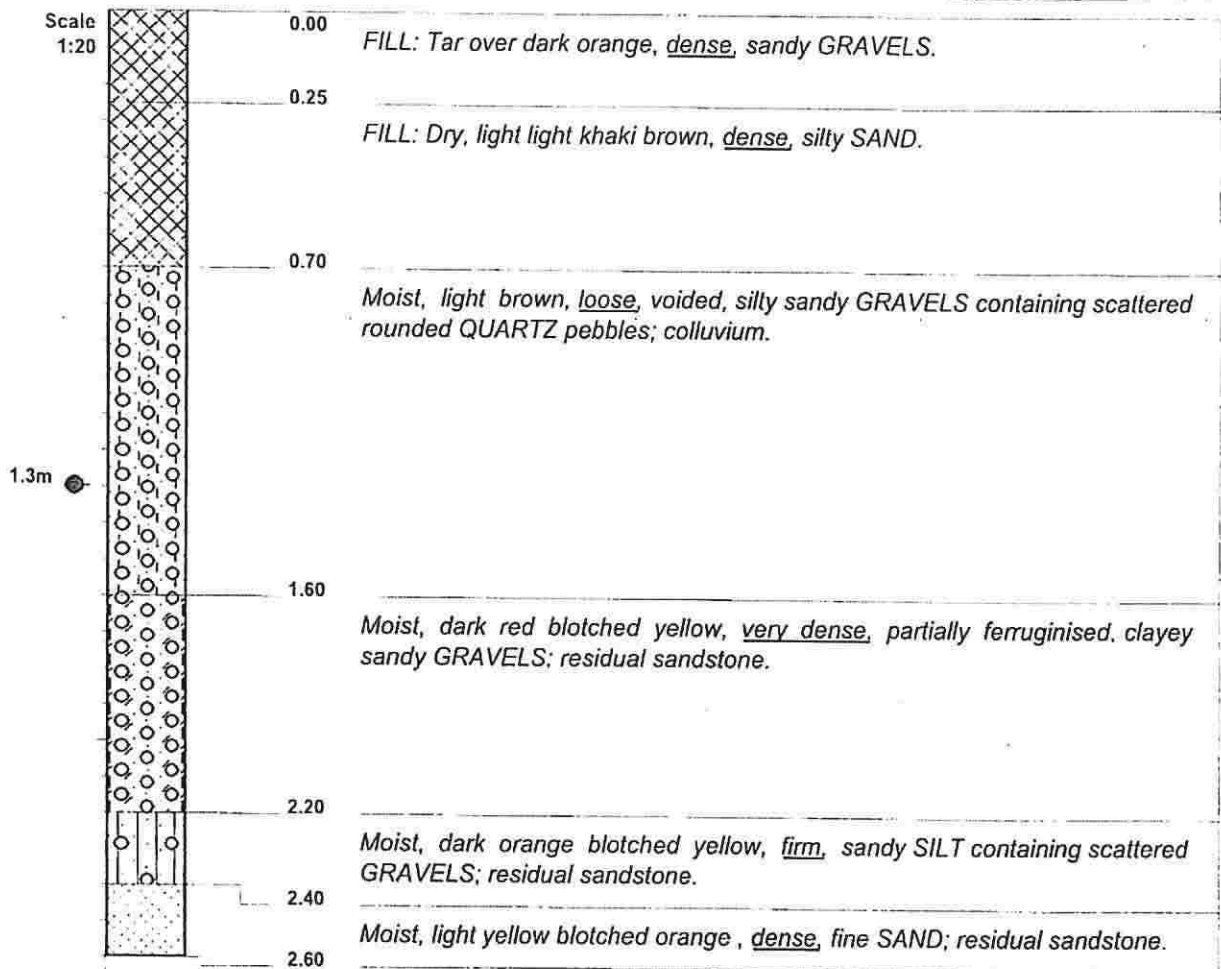 Scale
1:20
0.00
FILL: Tar over dark orange, dense, sandy GRAVELS.
0.25
FILL: Dry, light light khaki brown, dense, silty SAND.
0.70
Moist, light brown, loose, voided, silty sandy GRAVELS containing scattered
rounded QUARTZ pebbles; colluvium.
1.3m
1.60
Moist, dark red blotched yellow, very dense, partially ferruginised, clayey
sandy GRAVELS; residual sandstone.
2.20
Moist, dark orange blotched yellow, firm, sandy SILT containing scattered
GRAVELS; residual sandstone.
2.40
Moist, light yellow blotched orange , dense, fine SAND; residual sandstone.
2.60